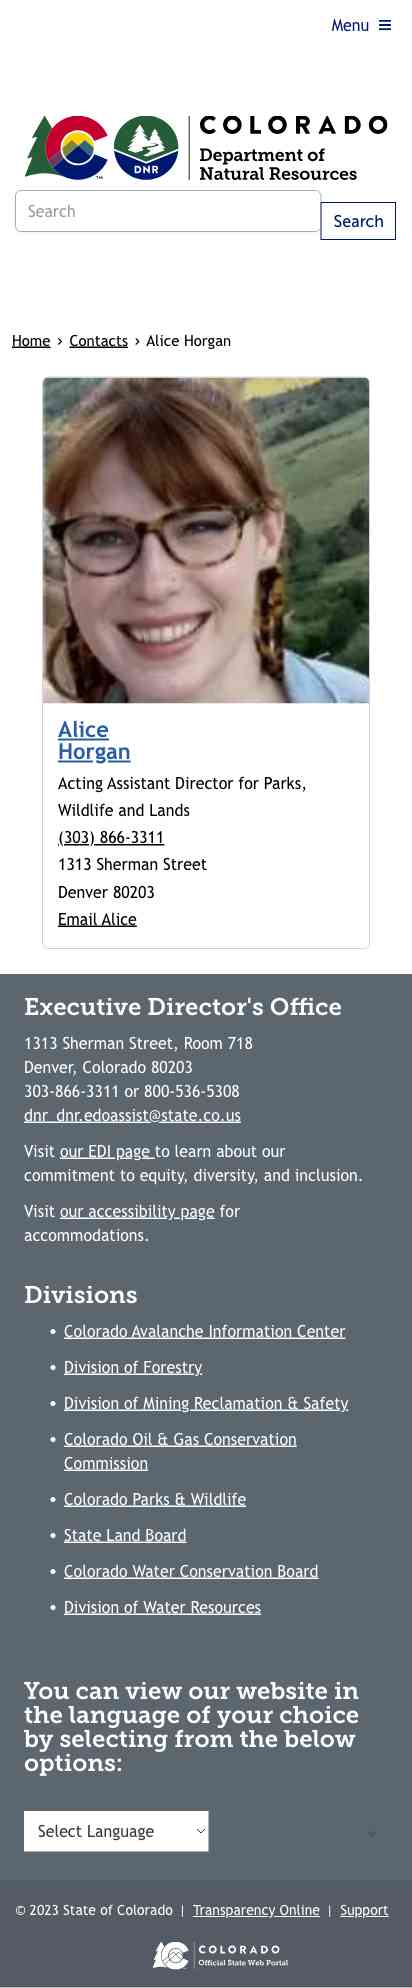 Menu
COLORADO
DNR
™
Department of
Natural Resources
Search
Search
Home › Contacts › Alice Horgan
Alice
Horgan
Acting Assistant Director for Parks,
Wildlife and Lands
(303) 866-3311
1313 Sherman Street
Denver 80203
Email Alice
Executive Director's Office
1313 Sherman Street, Room 718
Denver, Colorado 80203
303-866-3311 or 800-536-5308
dnr_dnr.edoassist@state.co.us
Visit our EDI page to learn about our
commitment to equity, diversity, and inclusion.
Visit our accessibility page for
accommodations.
Divisions
• Colorado Avalanche Information Center
• Division of Forestry
• Division of Mining Reclamation & Safety
• Colorado Oil & Gas Conservation
Commission
• Colorado Parks & Wildlife
• State Land Board
• Colorado Water Conservation Board
• Division of Water Resources
You can view our website in
the language of your choice
by selecting from the below
options:
Select Language
© 2023 State of Colorado | Transparency Online | Support
COLORADO
Official State Web Portal